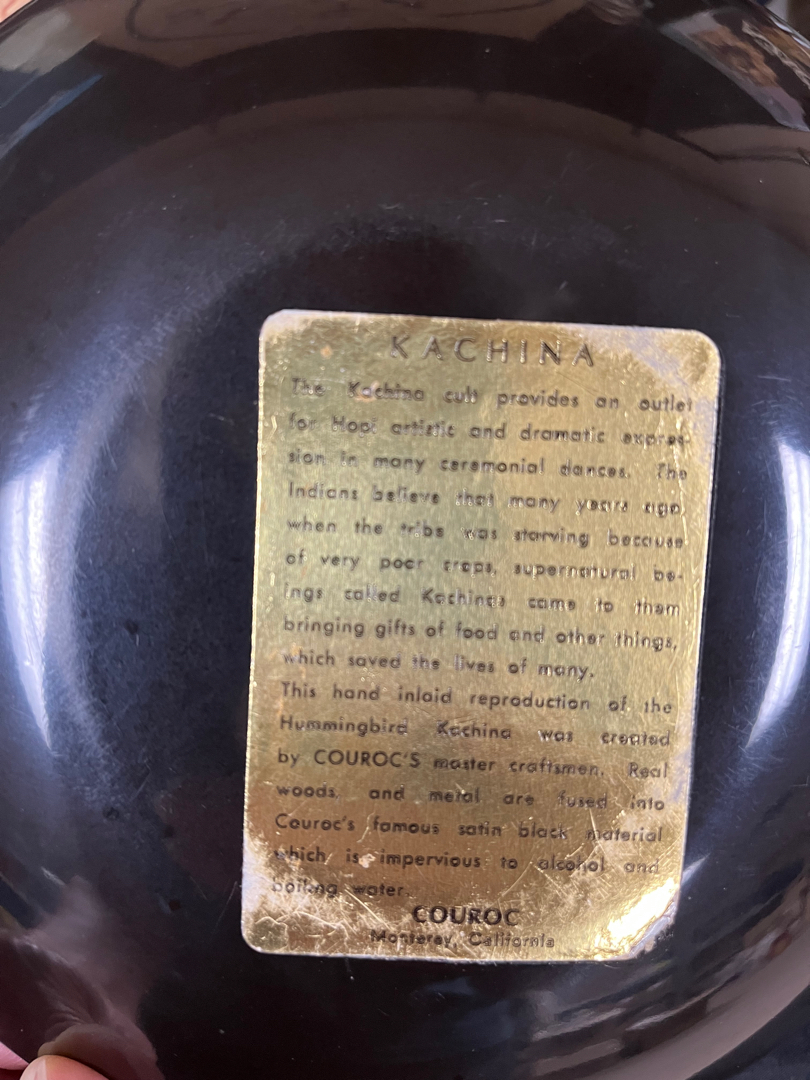 KACHINA
The Kachina cult provides an outlet
for Hopi artistic and dramatic expres-
sion in many ceremonial dances. The
Indians believe that many years ago,
when the tribe was starving because
of very poor crops, supernatural be-
ings called Kachinas came to them
bringing gifts of food and other things,
which saved the lives of many.
This hand inlaid reproduction of the
Hummingbird Kachina was created
by COUROC'S master craftsmen. Real
woods, and metal are fused into
Couroc's famous satin black material
which is impervious to alcohol and
boiling water.
COUROC
Monterey, California